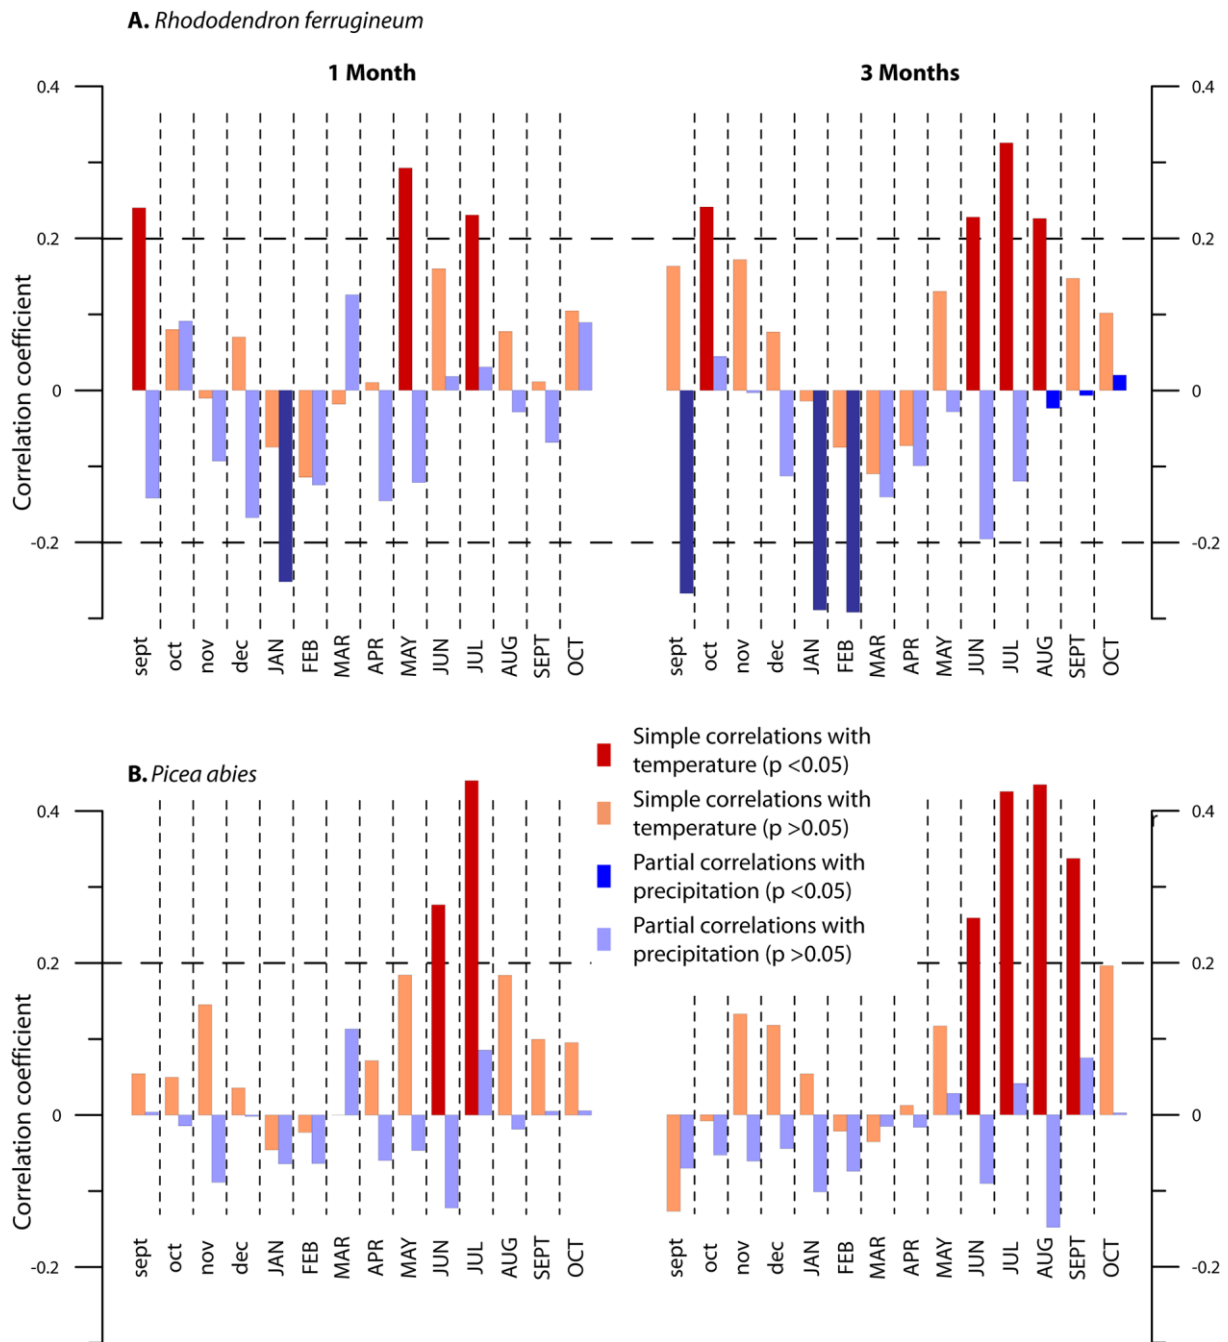 A. Rhododendron ferrugineum
1 Month
3 Months
0.4
0.2
0
-0.2
Correlation coefficient
0.4
0.2
0
-0.2
sept oct nov dec JAN FEB MAR APR MAY JUN JUL AUG SEPT OCT
sept oct nov dec JAN FEB MAR APR MAY JUN JUL AUG SEPT OCT
Simple correlations with
temperature (p <0.05)
Simple correlations with
temperature (p >0.05)
Partial correlations with
precipitation (p <0.05)
Partial correlations with
precipitation (p >0.05)
B. Picea abies
0.4
0.2
0
-0.2
Correlation coefficient
0.4
0.2
0
-0.2
sept oct nov dec JAN FEB MAR APR MAY JUN JUL AUG SEPT OCT
sept oct nov dec JAN FEB MAR APR MAY JUN JUL AUG SEPT OCT